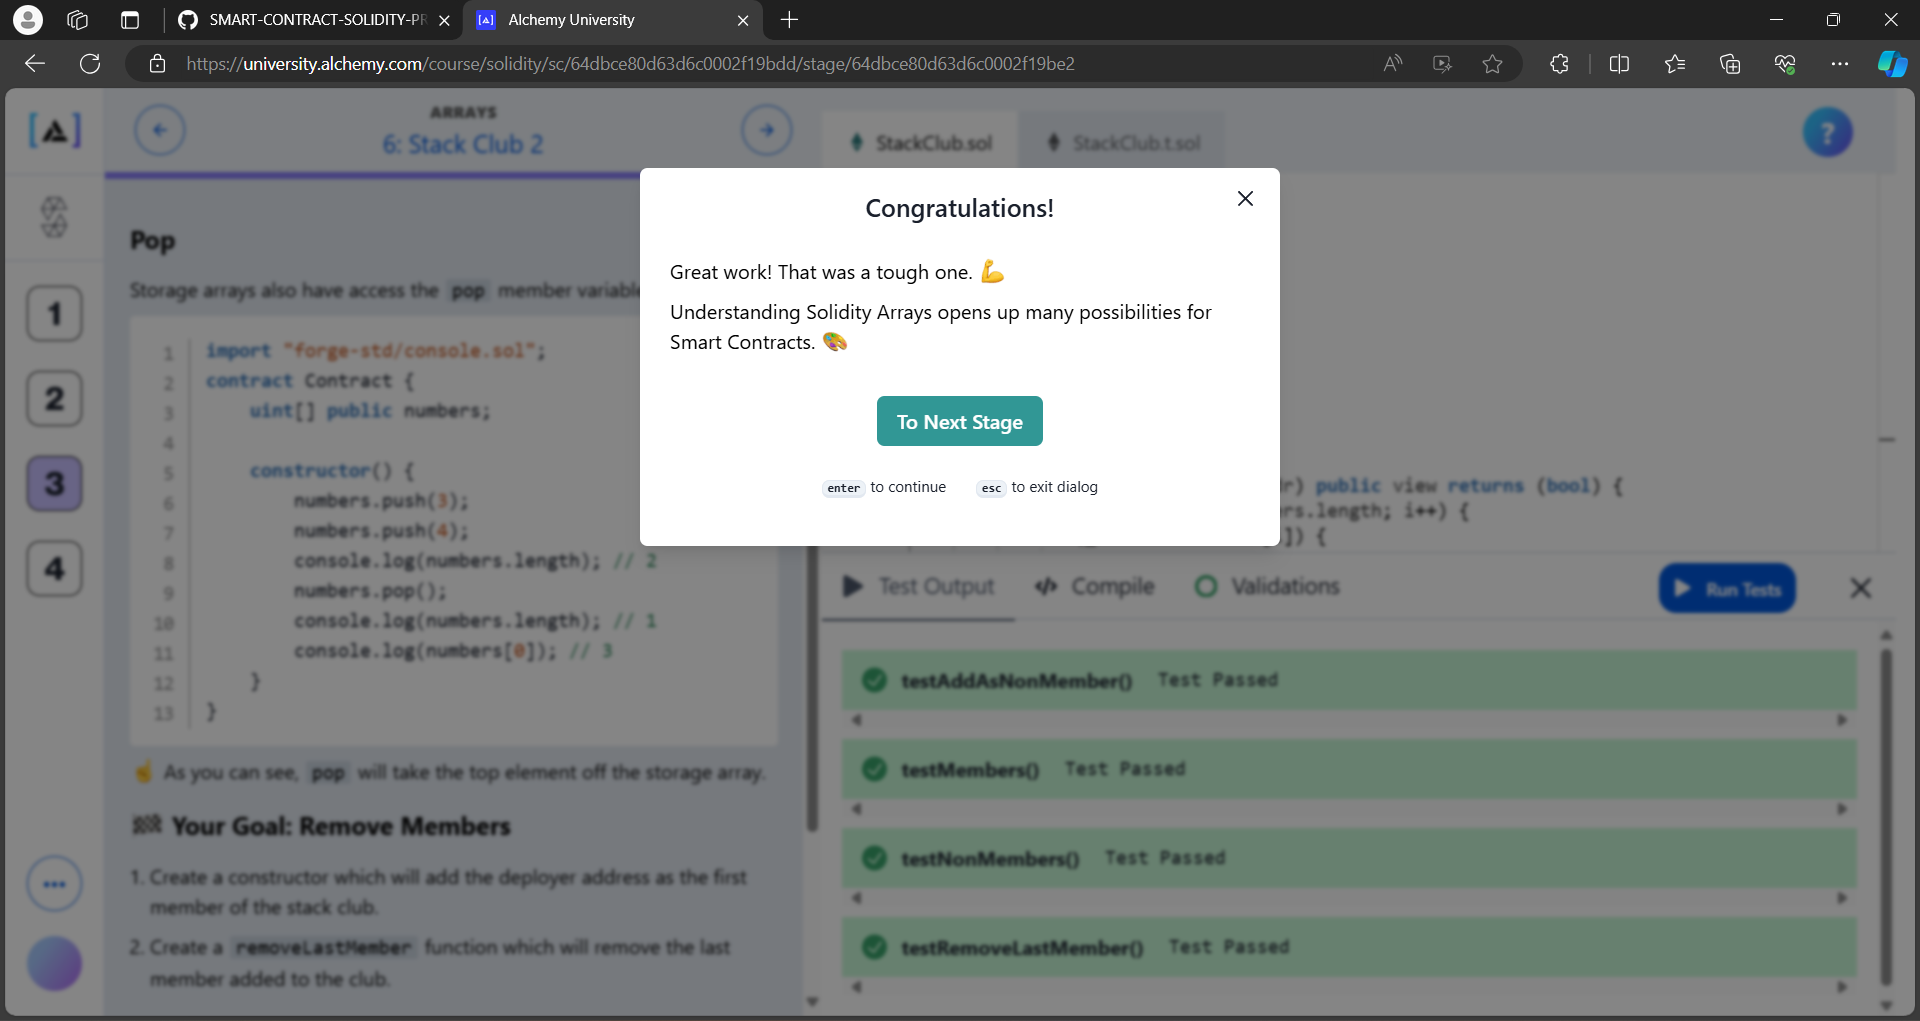 SMART-CONTRACT-SOLIDITY-PR
Alchemy University
https://university.alchemy.com/course/solidity/sc/64dbce80d63d6c0002f19bdd/stage/64dbce80d63d6c0002f19be2
ARRAYS
6: Stack Club 2
StackClub.sol
StackClub.t.sol
?
1
2
3
4
Pop
Storage arrays also have access the pop member variable
1 import "forge-std/console.sol";
2 contract Contract {
3 uint[] public numbers;
4
5 constructor() {
6 numbers.push(3);
7 numbers.push(4);
8 console.log(numbers.length); // 2
9 numbers.pop();
10 console.log(numbers.length); // 1
11 console.log(numbers[0]); // 3
12 }
13 }
☝ As you can see, pop will take the top element off the storage array.
🏁 Your Goal: Remove Members
1. Create a constructor which will add the deployer address as the first
member of the stack club.
2. Create a removeLastMember function which will remove the last
member added to the club.
Congratulations!
Great work! That was a tough one. 💪
Understanding Solidity Arrays opens up many possibilities for
Smart Contracts. 🎨
To Next Stage
enter to continue esc to exit dialog
r) public view returns (bool) {
rs.length; i++) {
]) {
Test Output
Compile
Validations
Run Tests
testAddAsNonMember() Test Passed
testMembers() Test Passed
testNonMembers() Test Passed
testRemoveLastMember() Test Passed